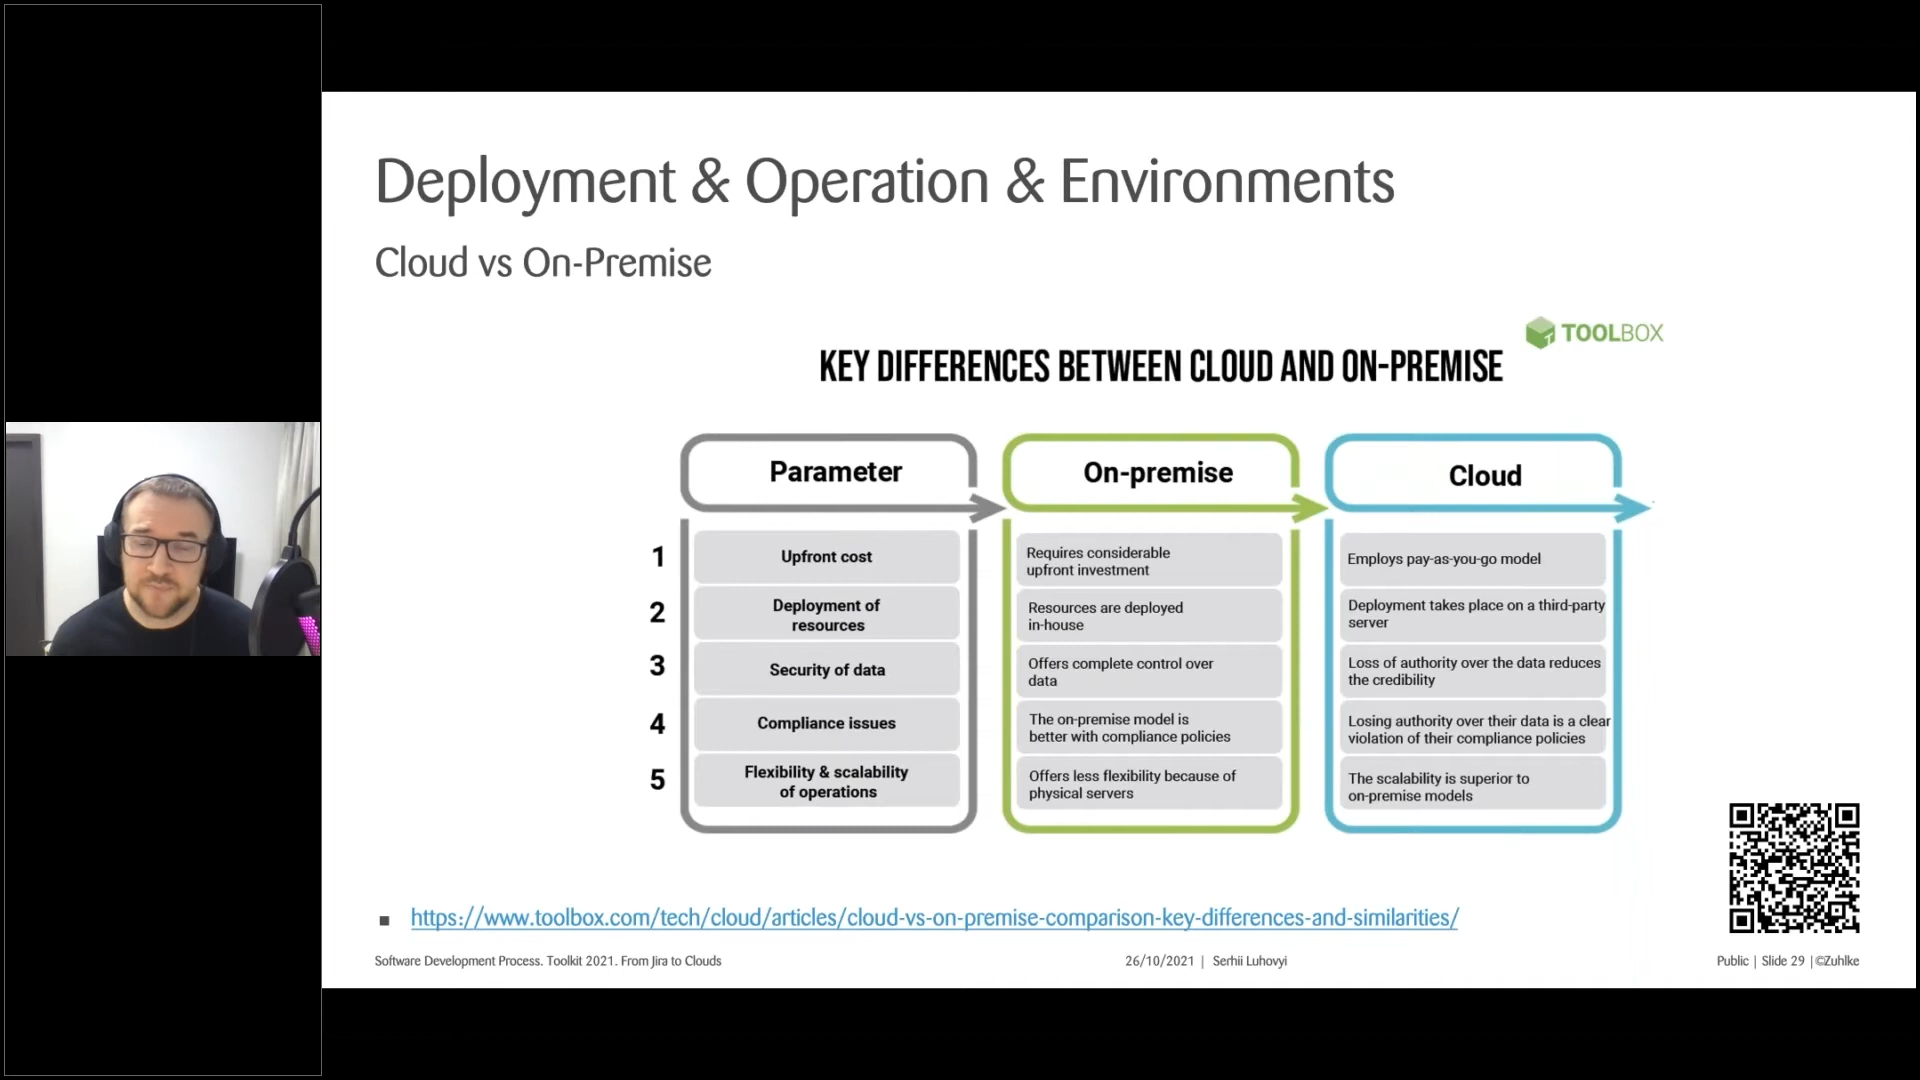 Deployment & Operation & Environments
Cloud vs On-Premise
TOOLBOX
KEY DIFFERENCES BETWEEN CLOUD AND ON-PREMISE
Parameter
On-premise
Cloud
1
Upfront cost
Requires considerable
upfront investment
Employs pay-as-you-go model
2
Deployment of
resources
Resources are deployed
in-house
Deployment takes place on a third-party
server
3
Security of data
Offers complete control over
data
Loss of authority over the data reduces
the credibility
4
Compliance issues
The on-premise model is
better with compliance policies
Losing authority over their data is a clear
violation of their compliance policies
5
Flexibility & scalability
of operations
Offers less flexibility because of
physical servers
The scalability is superior to
on-premise models
▪ https://www.toolbox.com/tech/cloud/articles/cloud-vs-on-premise-comparison-key-differences-and-similarities/
Software Development Process. Toolkit 2021. From Jira to Clouds
26/10/2021 | Serhii Luhovyi
Public | Slide 29 |©Zuhlke